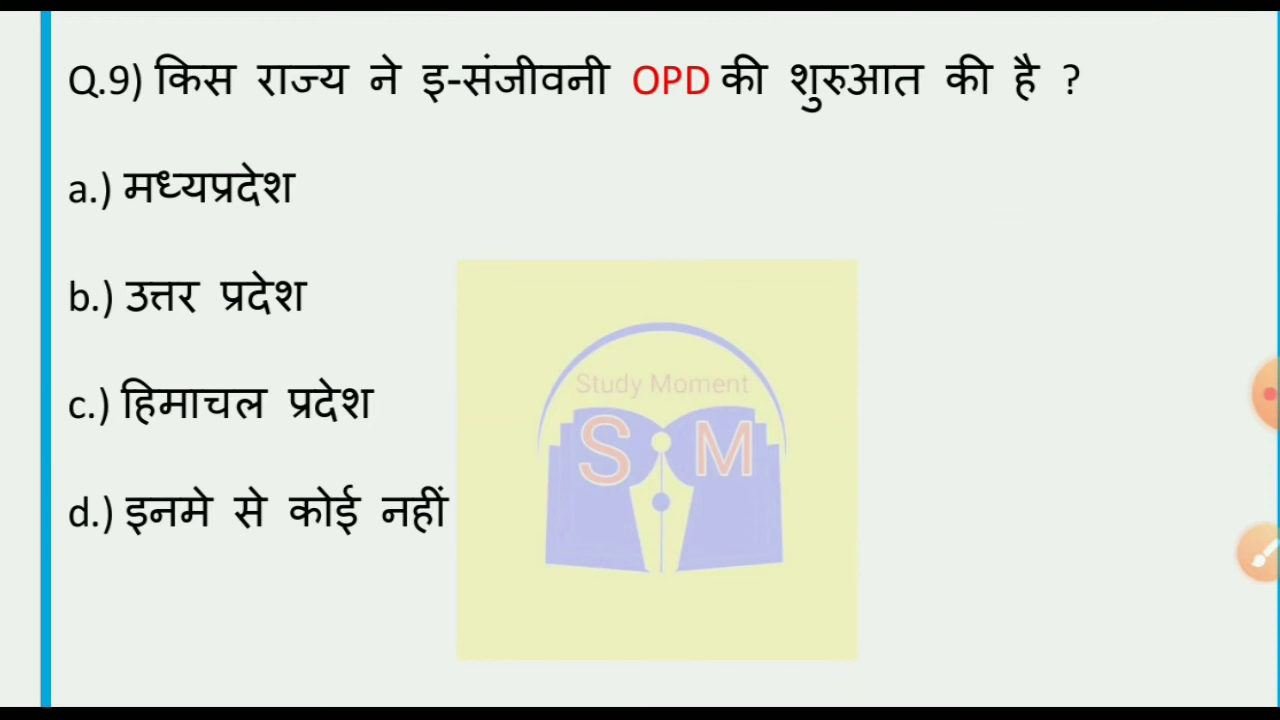 Q.9) किस राज्य ने इ-संजीवनी OPD की शुरुआत की है ?
a.) मध्यप्रदेश
b.) उत्तर प्रदेश
c.) हिमाचल प्रदेश
d.) इनमे से कोई नहीं
Study Moment
S M